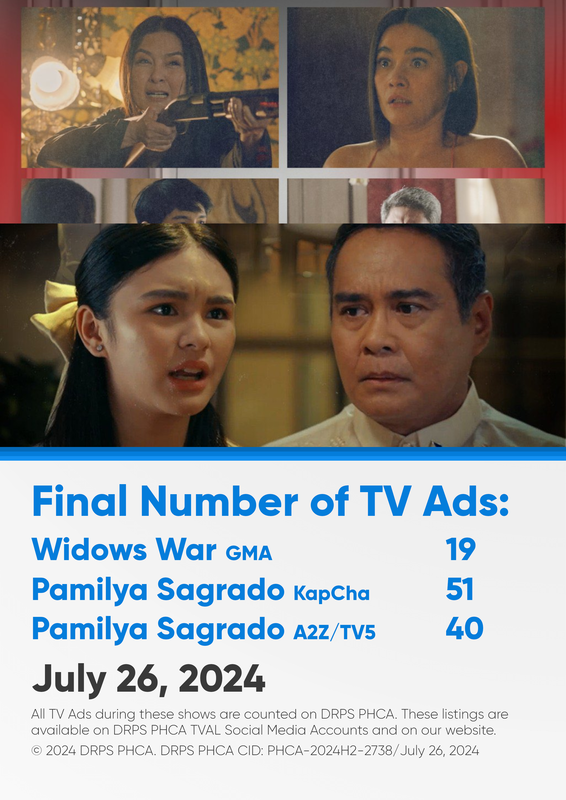 Final Number of TV Ads:
Widows War GMA 19
Pamilya Sagrado KapCha 51
Pamilya Sagrado A2Z/TV5 40
July 26, 2024
All TV Ads during these shows are counted on DRPS PHCA. These listings are
available on DRPS PHCA TVAL Social Media Accounts and on our website.
© 2024 DRPS PHCA. DRPS PHCA CID: PHCA-2024H2-2738/July 26, 2024